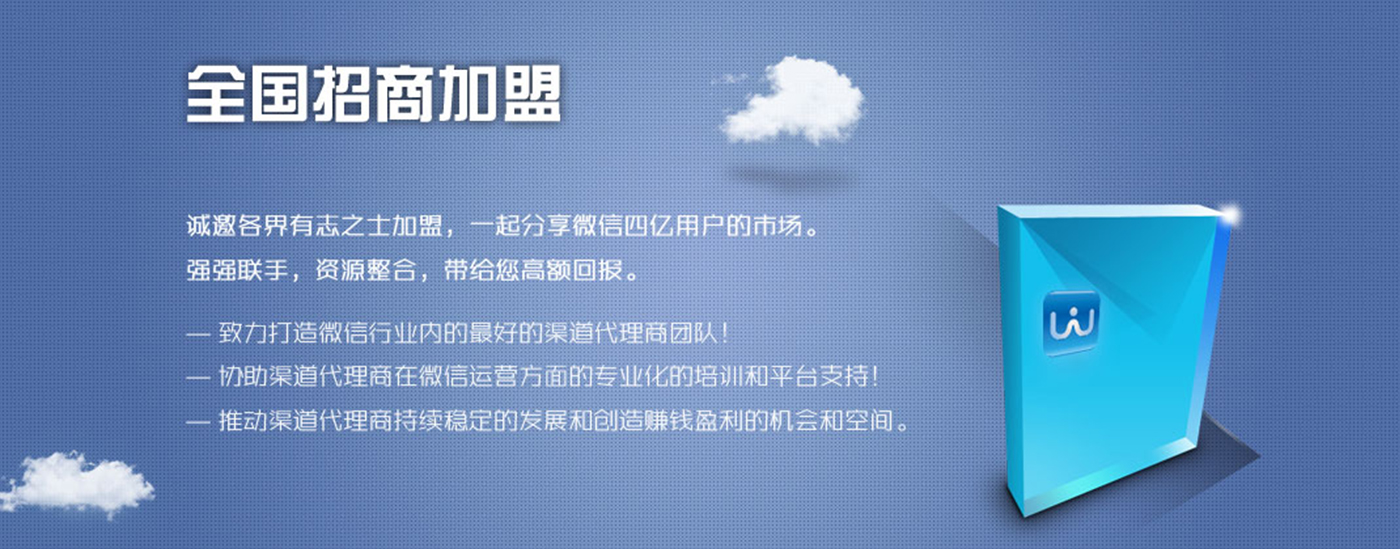 全国招商加盟
诚邀各界有志之士加盟，一起分享微信四亿用户的市场。
强强联手，资源整合，带给您高额回报。
— 致力打造微信行业内的最好的渠道代理商团队！
— 协助渠道代理商在微信运营方面的专业化的培训和平台支持！
— 推动渠道代理商持续稳定的发展和创造赚钱盈利的机会和空间。